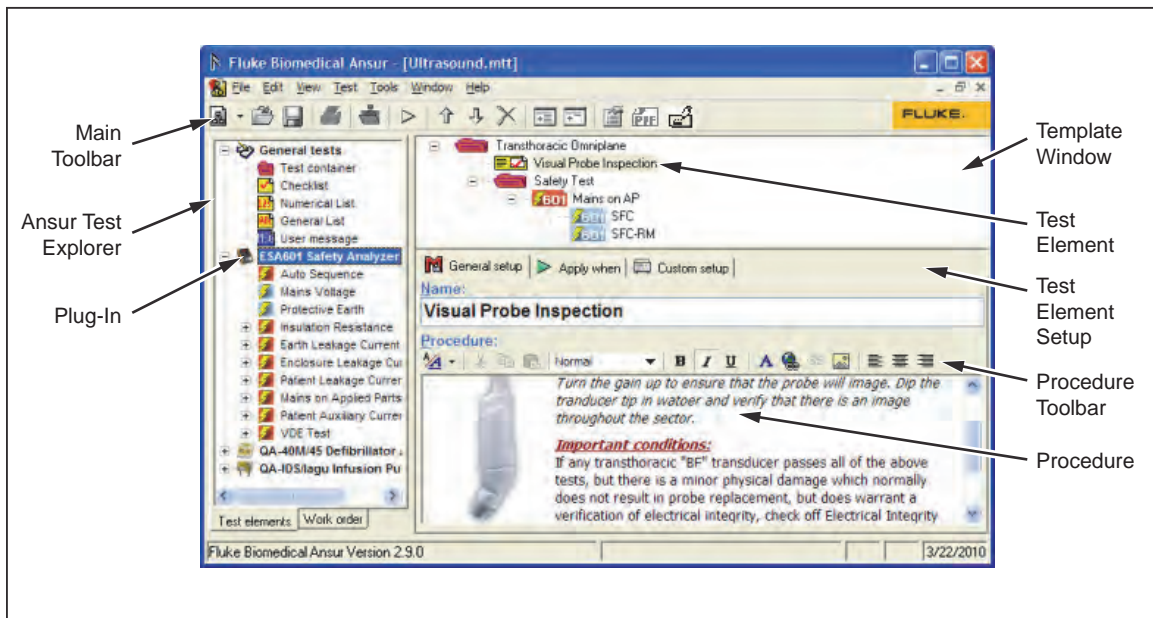 Fluke Biomedical Ansur - [Ultrasound.mtt]
File Edit View Test Tools Window Help
PPF
FLUKE.
Main
Toolbar
Ansur Test
Explorer
Plug-In
General tests
Test container
Checklist
Numerical List
General List
User message
ESA601 Safety Analyzer
Auto Sequence
Mains Voltage
Protective Earth
Insulation Resistance
Earth Leakage Current
Enclosure Leakage Cur
Patient Leakage Currer
Mains on Applied Parts
Patient Auxiliary Currer
VDE Test
QA-40M/45 Defibrillator
QA-IDS/lagu Infusion Pu
Test elements Work order
Transthoracic Omniplane
Visual Probe Inspection
Safety Test
601 Mains on AP
601 SFC
601 SFC-RM
General setup Apply when Custom setup
Name:
Visual Probe Inspection
Procedure:
Normal B I U A
Turn the gain up to ensure that the probe will image. Dip the
tranducer tip in watoer and verify that there is an image
throughout the sector.
Important conditions:
If any transthoracic "BF" transducer passes all of the above
tests, but there is a minor physical damage which normally
does not result in probe replacement, but does warrant a
verification of electrical integrity, check off Electrical Integrity
Template
Window
Test
Element
Test
Element
Setup
Procedure
Toolbar
Procedure
Fluke Biomedical Ansur Version 2.9.0
3/22/2010